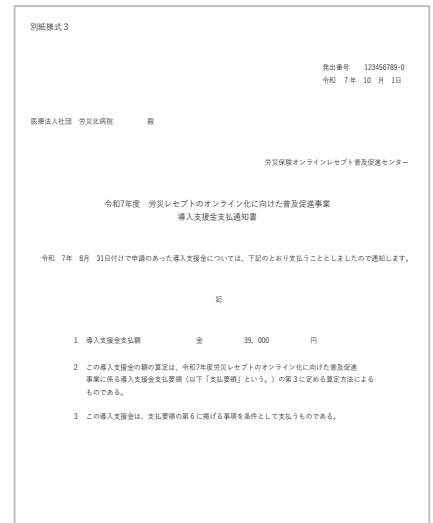 別紙様式３
発出番号　123456789-0
令和　7年　10　月　1日
医療法人社団　労災北病院　　　殿
労災保険オンラインレセプト普及促進センター
令和7年度　労災レセプトのオンライン化に向けた普及促進事業
導入支援金支払通知書
令和　7年　8月　31日付けで申請のあった導入支援金については、下記のとおり支払うこととしましたので通知します。
記
1　導入支援金支払額　　　金　　39, 000　　円
2　この導入支援金の額の算定は、令和7年度労災レセプトのオンライン化に向けた普及促進
事業に係る導入支援金支払要領（以下「支払要領」という。）の第３に定める算定方法による
ものである。
3　この導入支援金は、支払要領の第６に掲げる事項を条件として支払うものである。